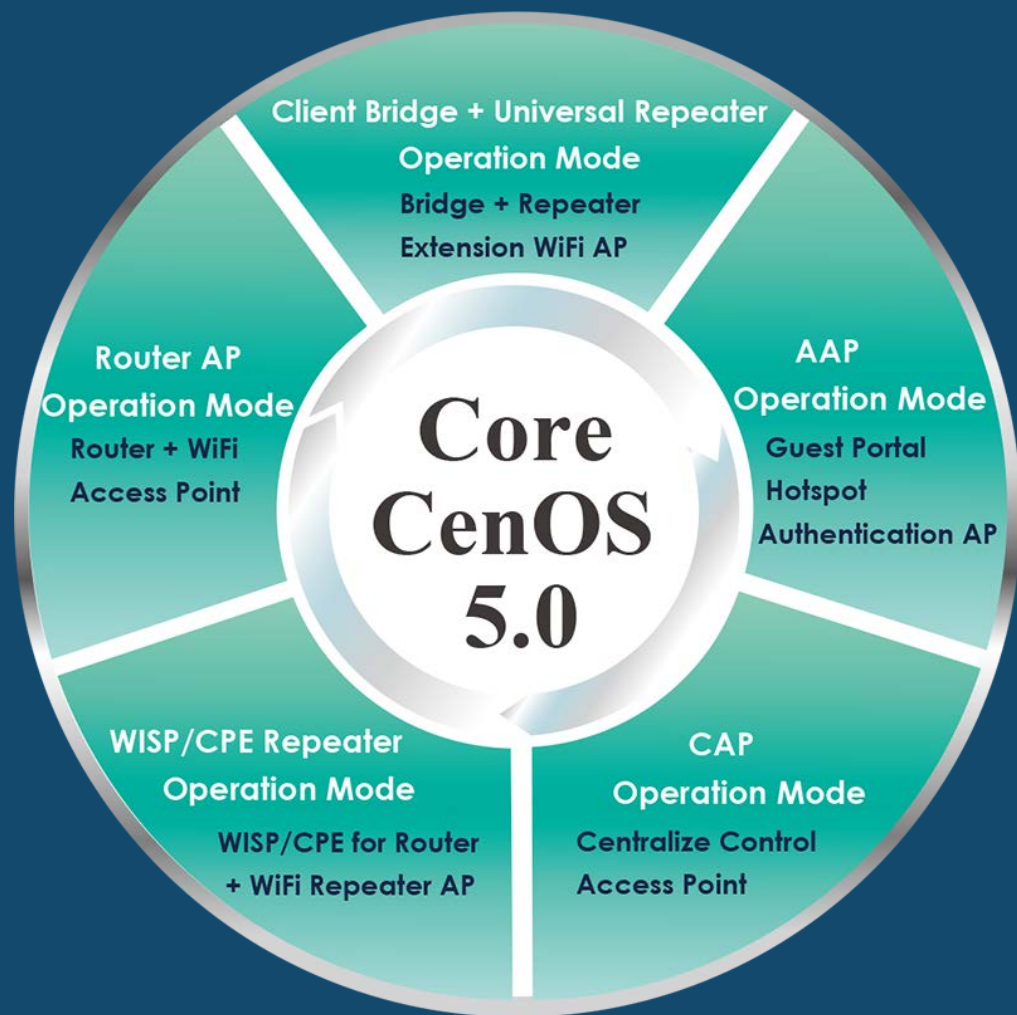 Client Bridge + Universal Repeater
Operation Mode
Bridge + Repeater
Extension WiFi AP
Router AP
Operation Mode
Router + WiFi
Access Point
AAP
Operation Mode
Guest Portal
Hotspot
Authentication AP
Core
CenOS
5.0
WISP/CPE Repeater
Operation Mode
WISP/CPE for Router
+ WiFi Repeater AP
CAP
Operation Mode
Centralize Control
Access Point